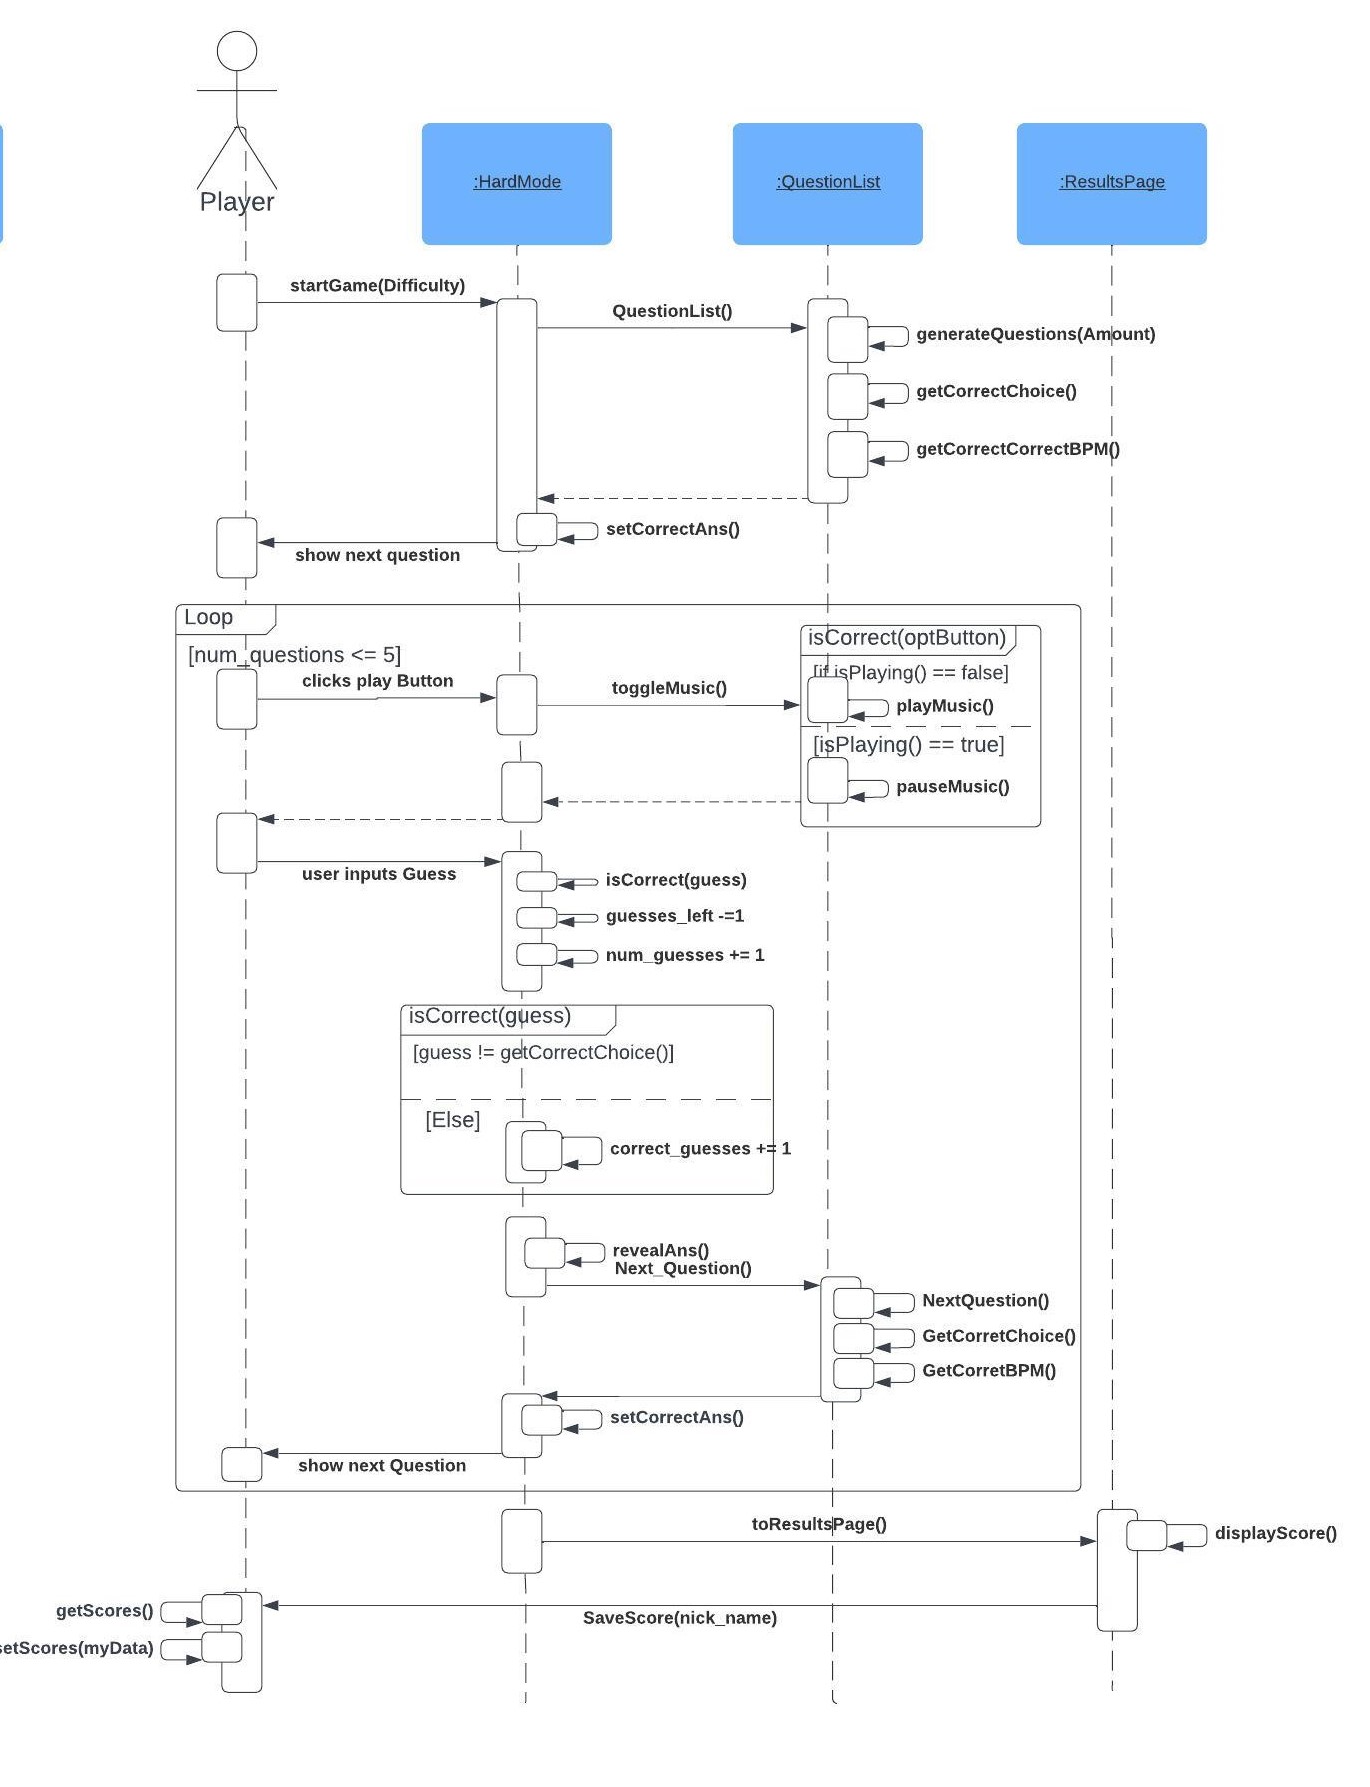 Player
:HardMode
:QuestionList
:ResultsPage
startGame(Difficulty)
QuestionList()
generateQuestions(Amount)
getCorrectChoice()
getCorrectCorrectBPM()
setCorrectAns()
show next question
Loop
[num_questions <= 5]
isCorrect(optButton)
[if isPlaying() == false]
clicks play Button
toggleMusic()
playMusic()
[isPlaying() == true]
pauseMusic()
user inputs Guess
isCorrect(guess)
guesses_left -=1
num_guesses += 1
isCorrect(guess)
[guess != getCorrectChoice()]
[Else]
correct_guesses += 1
revealAns()
Next_Question()
NextQuestion()
GetCorretChoice()
GetCorretBPM()
setCorrectAns()
show next Question
toResultsPage()
displayScore()
getScores()
SaveScore(nick_name)
setScores(myData)